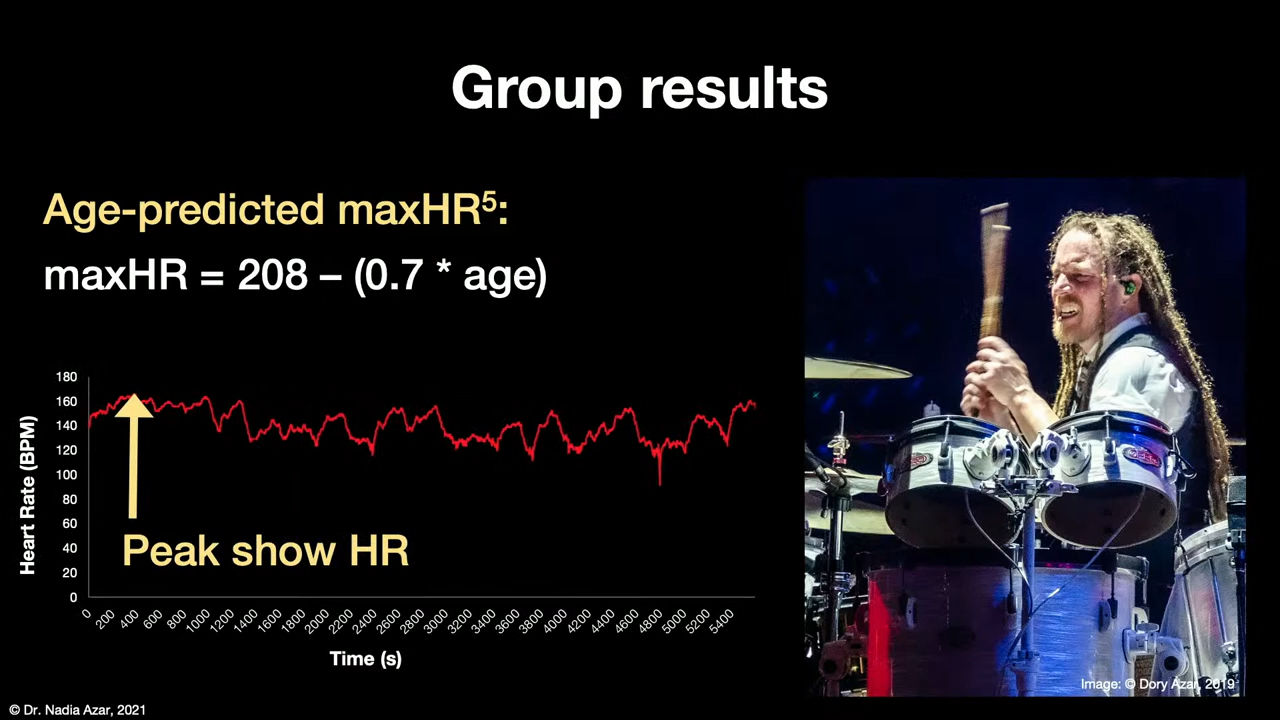 Group results
Age-predicted maxHR⁵:
maxHR = 208 – (0.7 * age)
180
160
140
120
100
80
60
40
20
0
Heart Rate (BPM)
Peak show HR
0 200 400 600 800 1000 1200 1400 1600 1800 2000 2200 2400 2600 2800 3000 3200 3400 3600 3800 4000 4200 4400 4600 4800 5000 5200 5400
Time (s)
Image: © Dory Azar, 2019
© Dr. Nadia Azar, 2021